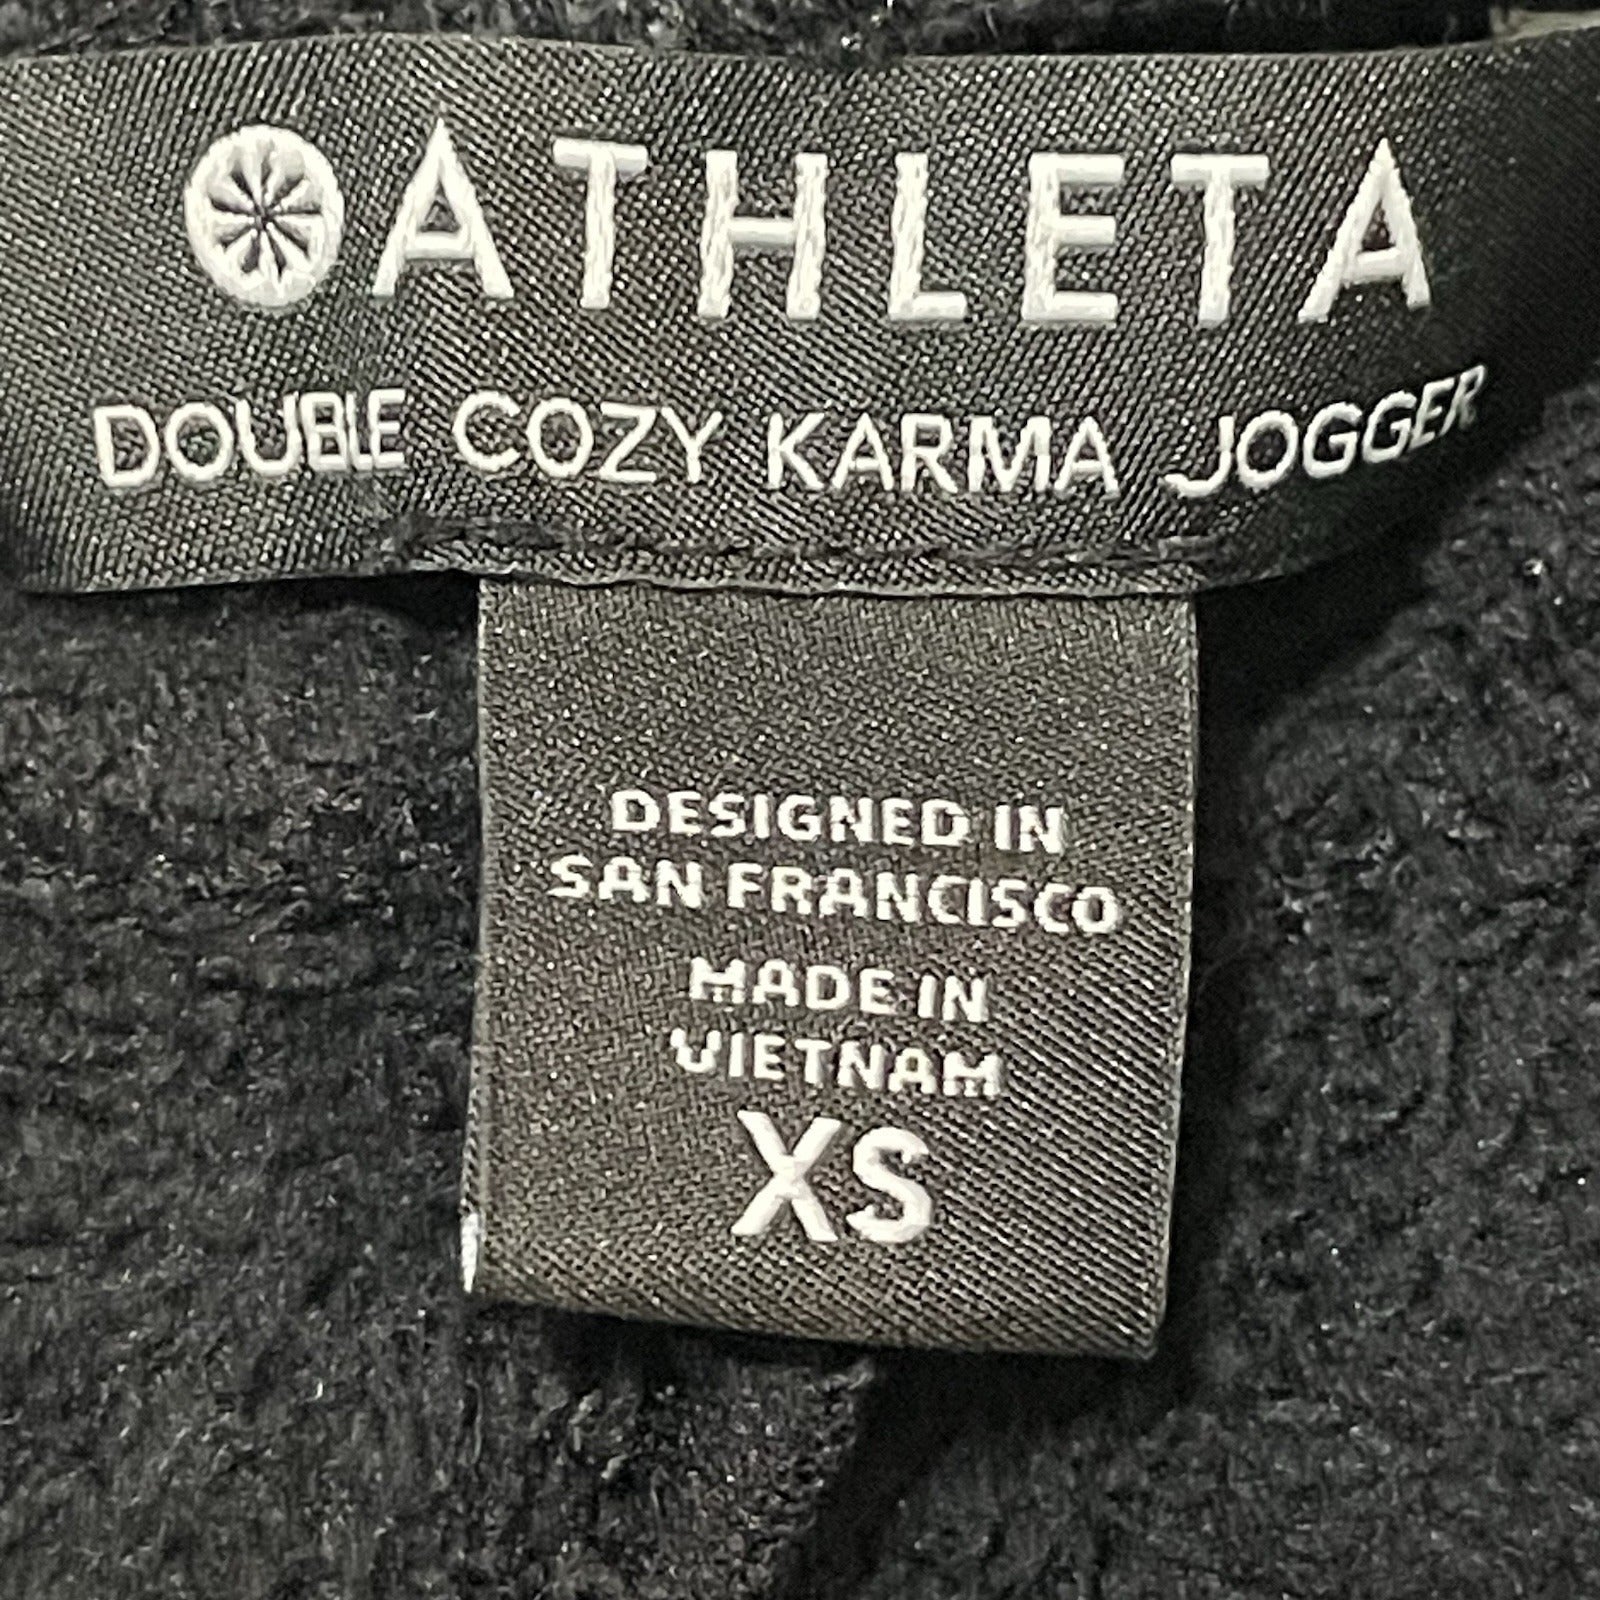 ATHLETA
DOUBLE COZY KARMA JOGGER
DESIGNED IN
SAN FRANCISCO
MADE IN
VIETNAM
XS